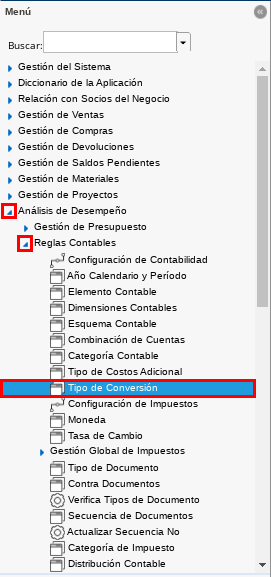 Menú
Buscar:
Gestión del Sistema
Diccionario de la Aplicación
Relación con Socios del Negocio
Gestión de Ventas
Gestión de Compras
Gestión de Devoluciones
Gestión de Saldos Pendientes
Gestión de Materiales
Gestión de Proyectos
Análisis de Desempeño
Gestión de Presupuesto
Reglas Contables
Configuración de Contabilidad
Año Calendario y Período
Elemento Contable
Dimensiones Contables
Esquema Contable
Combinación de Cuentas
Categoría Contable
Tipo de Costos Adicional
Tipo de Conversión
Configuración de Impuestos
Moneda
Tasa de Cambio
Gestión Global de Impuestos
Tipo de Documento
Contra Documentos
Verifica Tipos de Documento
Secuencia de Documentos
Actualizar Secuencia No
Categoría de Impuesto
Distribución Contable